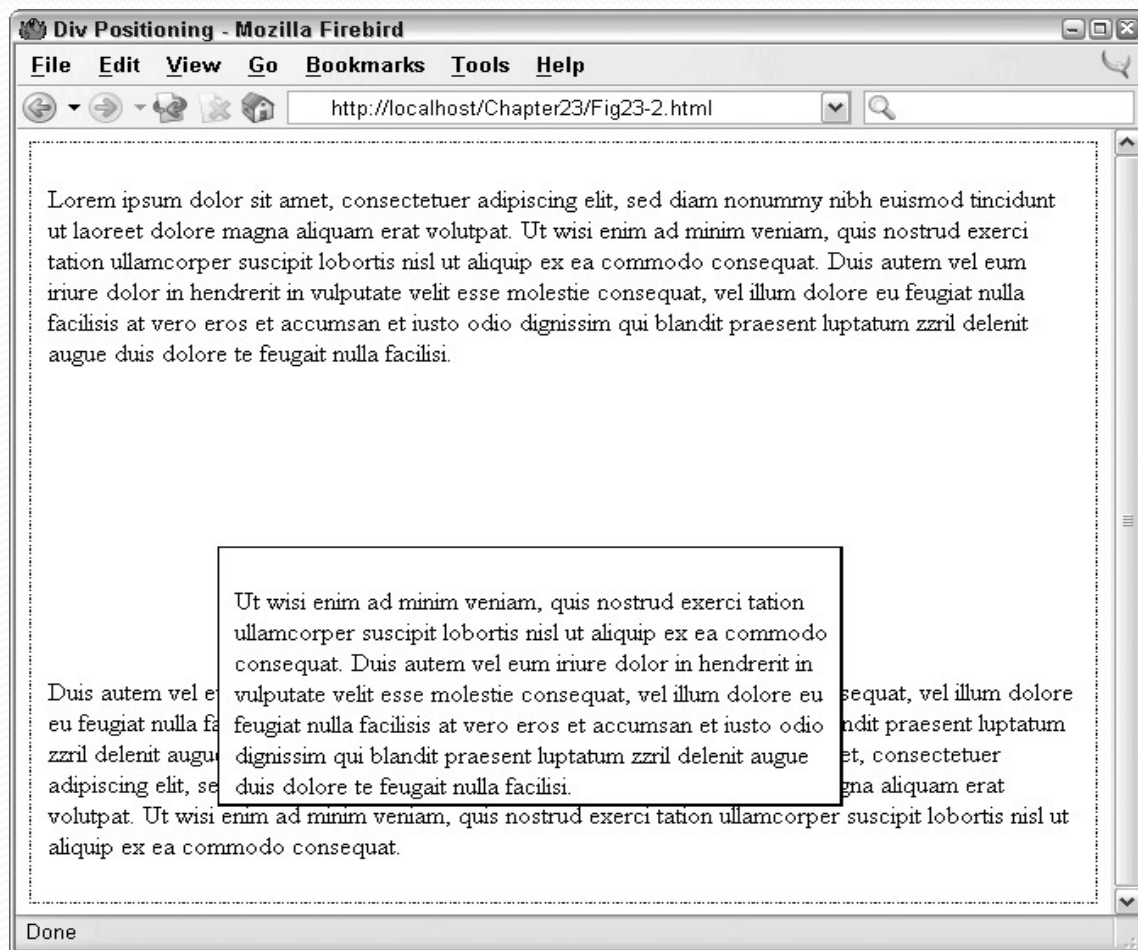 Div Positioning - Mozilla Firebird
File Edit View Go Bookmarks Tools Help
http://localhost/Chapter23/Fig23-2.html
Lorem ipsum dolor sit amet, consectetuer adipiscing elit, sed diam nonummy nibh euismod tincidunt
ut laoreet dolore magna aliquam erat volutpat. Ut wisi enim ad minim veniam, quis nostrud exerci
tation ullamcorper suscipit lobortis nisl ut aliquip ex ea commodo consequat. Duis autem vel eum
iriure dolor in hendrerit in vulputate velit esse molestie consequat, vel illum dolore eu feugiat nulla
facilisis at vero eros et accumsan et iusto odio dignissim qui blandit praesent luptatum zzril delenit
augue duis dolore te feugait nulla facilisi.
Ut wisi enim ad minim veniam, quis nostrud exerci tation
ullamcorper suscipit lobortis nisl ut aliquip ex ea commodo
consequat. Duis autem vel eum iriure dolor in hendrerit in
vulputate velit esse molestie consequat, vel illum dolore eu
feugiat nulla facilisis at vero eros et accumsan et iusto odio
dignissim qui blandit praesent luptatum zzril delenit augue
duis dolore te feugait nulla facilisi.
Duis autem vel e sequat, vel illum dolore
eu feugiat nulla fa ndit praesent luptatum
zzril delenit augu et, consectetuer
adipiscing elit, se gna aliquam erat
volutpat. Ut wisi enim ad minim veniam, quis nostrud exerci tation ullamcorper suscipit lobortis nisl ut
aliquip ex ea commodo consequat.
Done